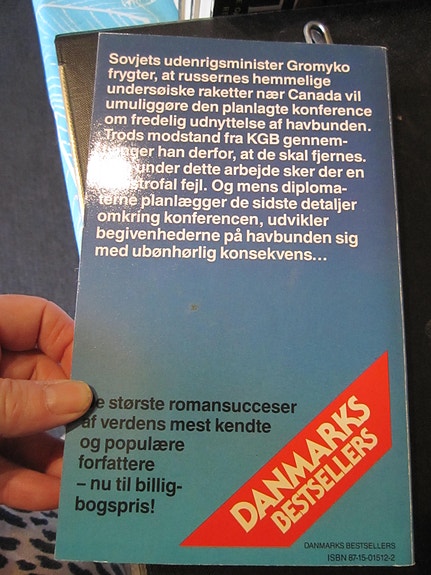 Sovjets udenrigsminister Gromyko
frygter, at russernes hemmelige
undersøiske raketter nær Canada vil
umuliggøre den planlagte konference
om fredelig udnyttelse af havbunden.
Trods modstand fra KGB gennem-
han derfor, at de skal fjernes.
under dette arbejde sker der en
fejl. Og mens diploma-
terne planlægger de sidste detaljer
omkring konferencen, udvikler
begivenhederne på havbunden sig
med ubønhørlig konsekvens...
største romansucceser
af verdens mest kendte
og populære
forfattere
– nu til billig-
bogspris!
DANMARKS
BESTSELLERS
DANMARKS BESTSELLERS
ISBN 87-15-01512-2